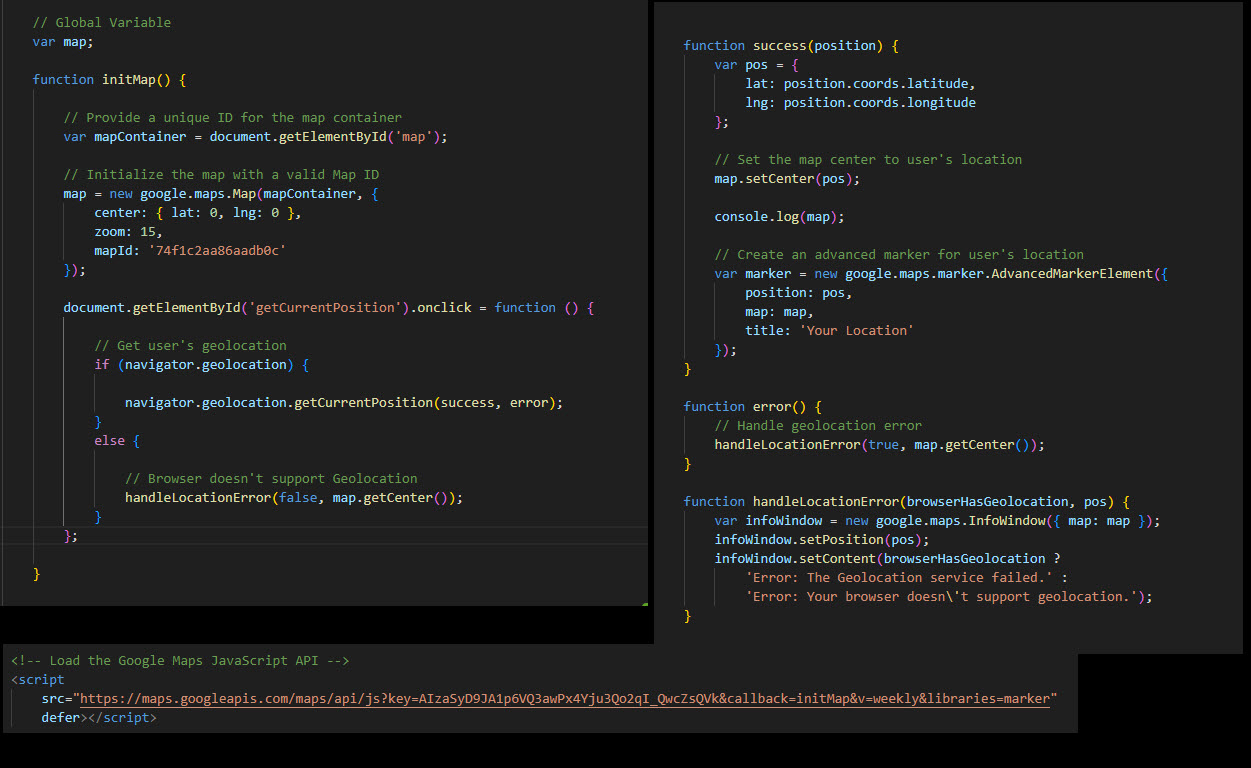 // Global Variable
var map;
function initMap() {
// Provide a unique ID for the map container
var mapContainer = document.getElementById('map');
// Initialize the map with a valid Map ID
map = new google.maps.Map(mapContainer, {
center: { lat: 0, lng: 0 },
zoom: 15,
mapId: '74f1c2aa86aadb0c'
});
document.getElementById('getCurrentPosition').onclick = function () {
// Get user's geolocation
if (navigator.geolocation) {
navigator.geolocation.getCurrentPosition(success, error);
}
else {
// Browser doesn't support Geolocation
handleLocationError(false, map.getCenter());
}
};
}
function success(position) {
var pos = {
lat: position.coords.latitude,
lng: position.coords.longitude
};
// Set the map center to user's location
map.setCenter(pos);
console.log(map);
// Create an advanced marker for user's location
var marker = new google.maps.marker.AdvancedMarkerElement({
position: pos,
map: map,
title: 'Your Location'
});
}
function error() {
// Handle geolocation error
handleLocationError(true, map.getCenter());
}
function handleLocationError(browserHasGeolocation, pos) {
var infoWindow = new google.maps.InfoWindow({ map: map });
infoWindow.setPosition(pos);
infoWindow.setContent(browserHasGeolocation ?
'Error: The Geolocation service failed.' :
'Error: Your browser doesn\'t support geolocation.');
}
<!-- Load the Google Maps JavaScript API -->
<script
src="https://maps.googleapis.com/maps/api/js?key=AIzaSyD9JA1p6VQ3awPx4Yju3Qo2qI_QwcZsQVk&callback=initMap&v=weekly&libraries=marker"
defer></script>